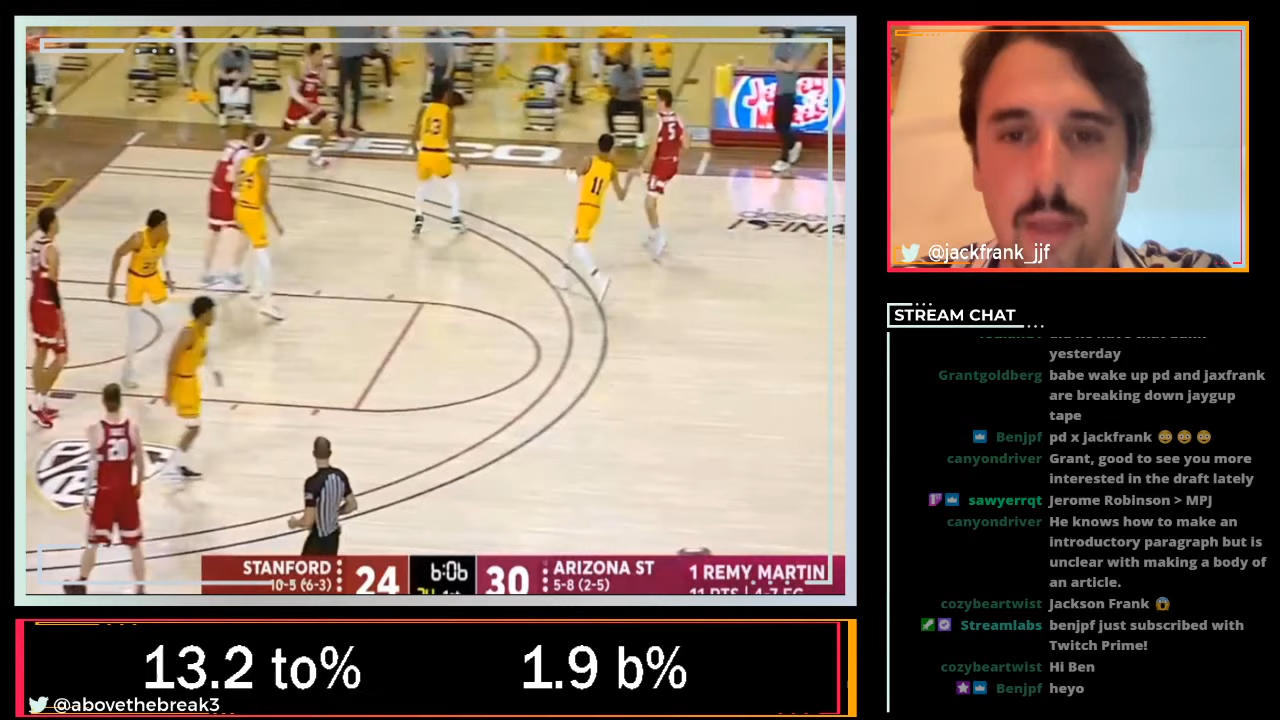 GEICO
13
5
11
20
STANFORD
10-5 (6-3)
24
6:06
30
ARIZONA ST
5-8 (2-5)
1 REMY MARTIN
13.2 to%
1.9 b%
@abovethebreak3
@jackfrank_jjf
STREAM CHAT
yesterday
Grantgoldberg babe wake up pd and jaxfrank
are breaking down jaygup
tape
Benjpf pd x jackfrank 😳 😳 😳
canyondriver Grant, good to see you more
interested in the draft lately
sawyerrqt Jerome Robinson > MPJ
canyondriver He knows how to make an
introductory paragraph but is
unclear with making a body of
an article.
cozybeartwist Jackson Frank 😱
Streamlabs benjpf just subscribed with
Twitch Prime!
cozybeartwist Hi Ben
Benjpf heyo